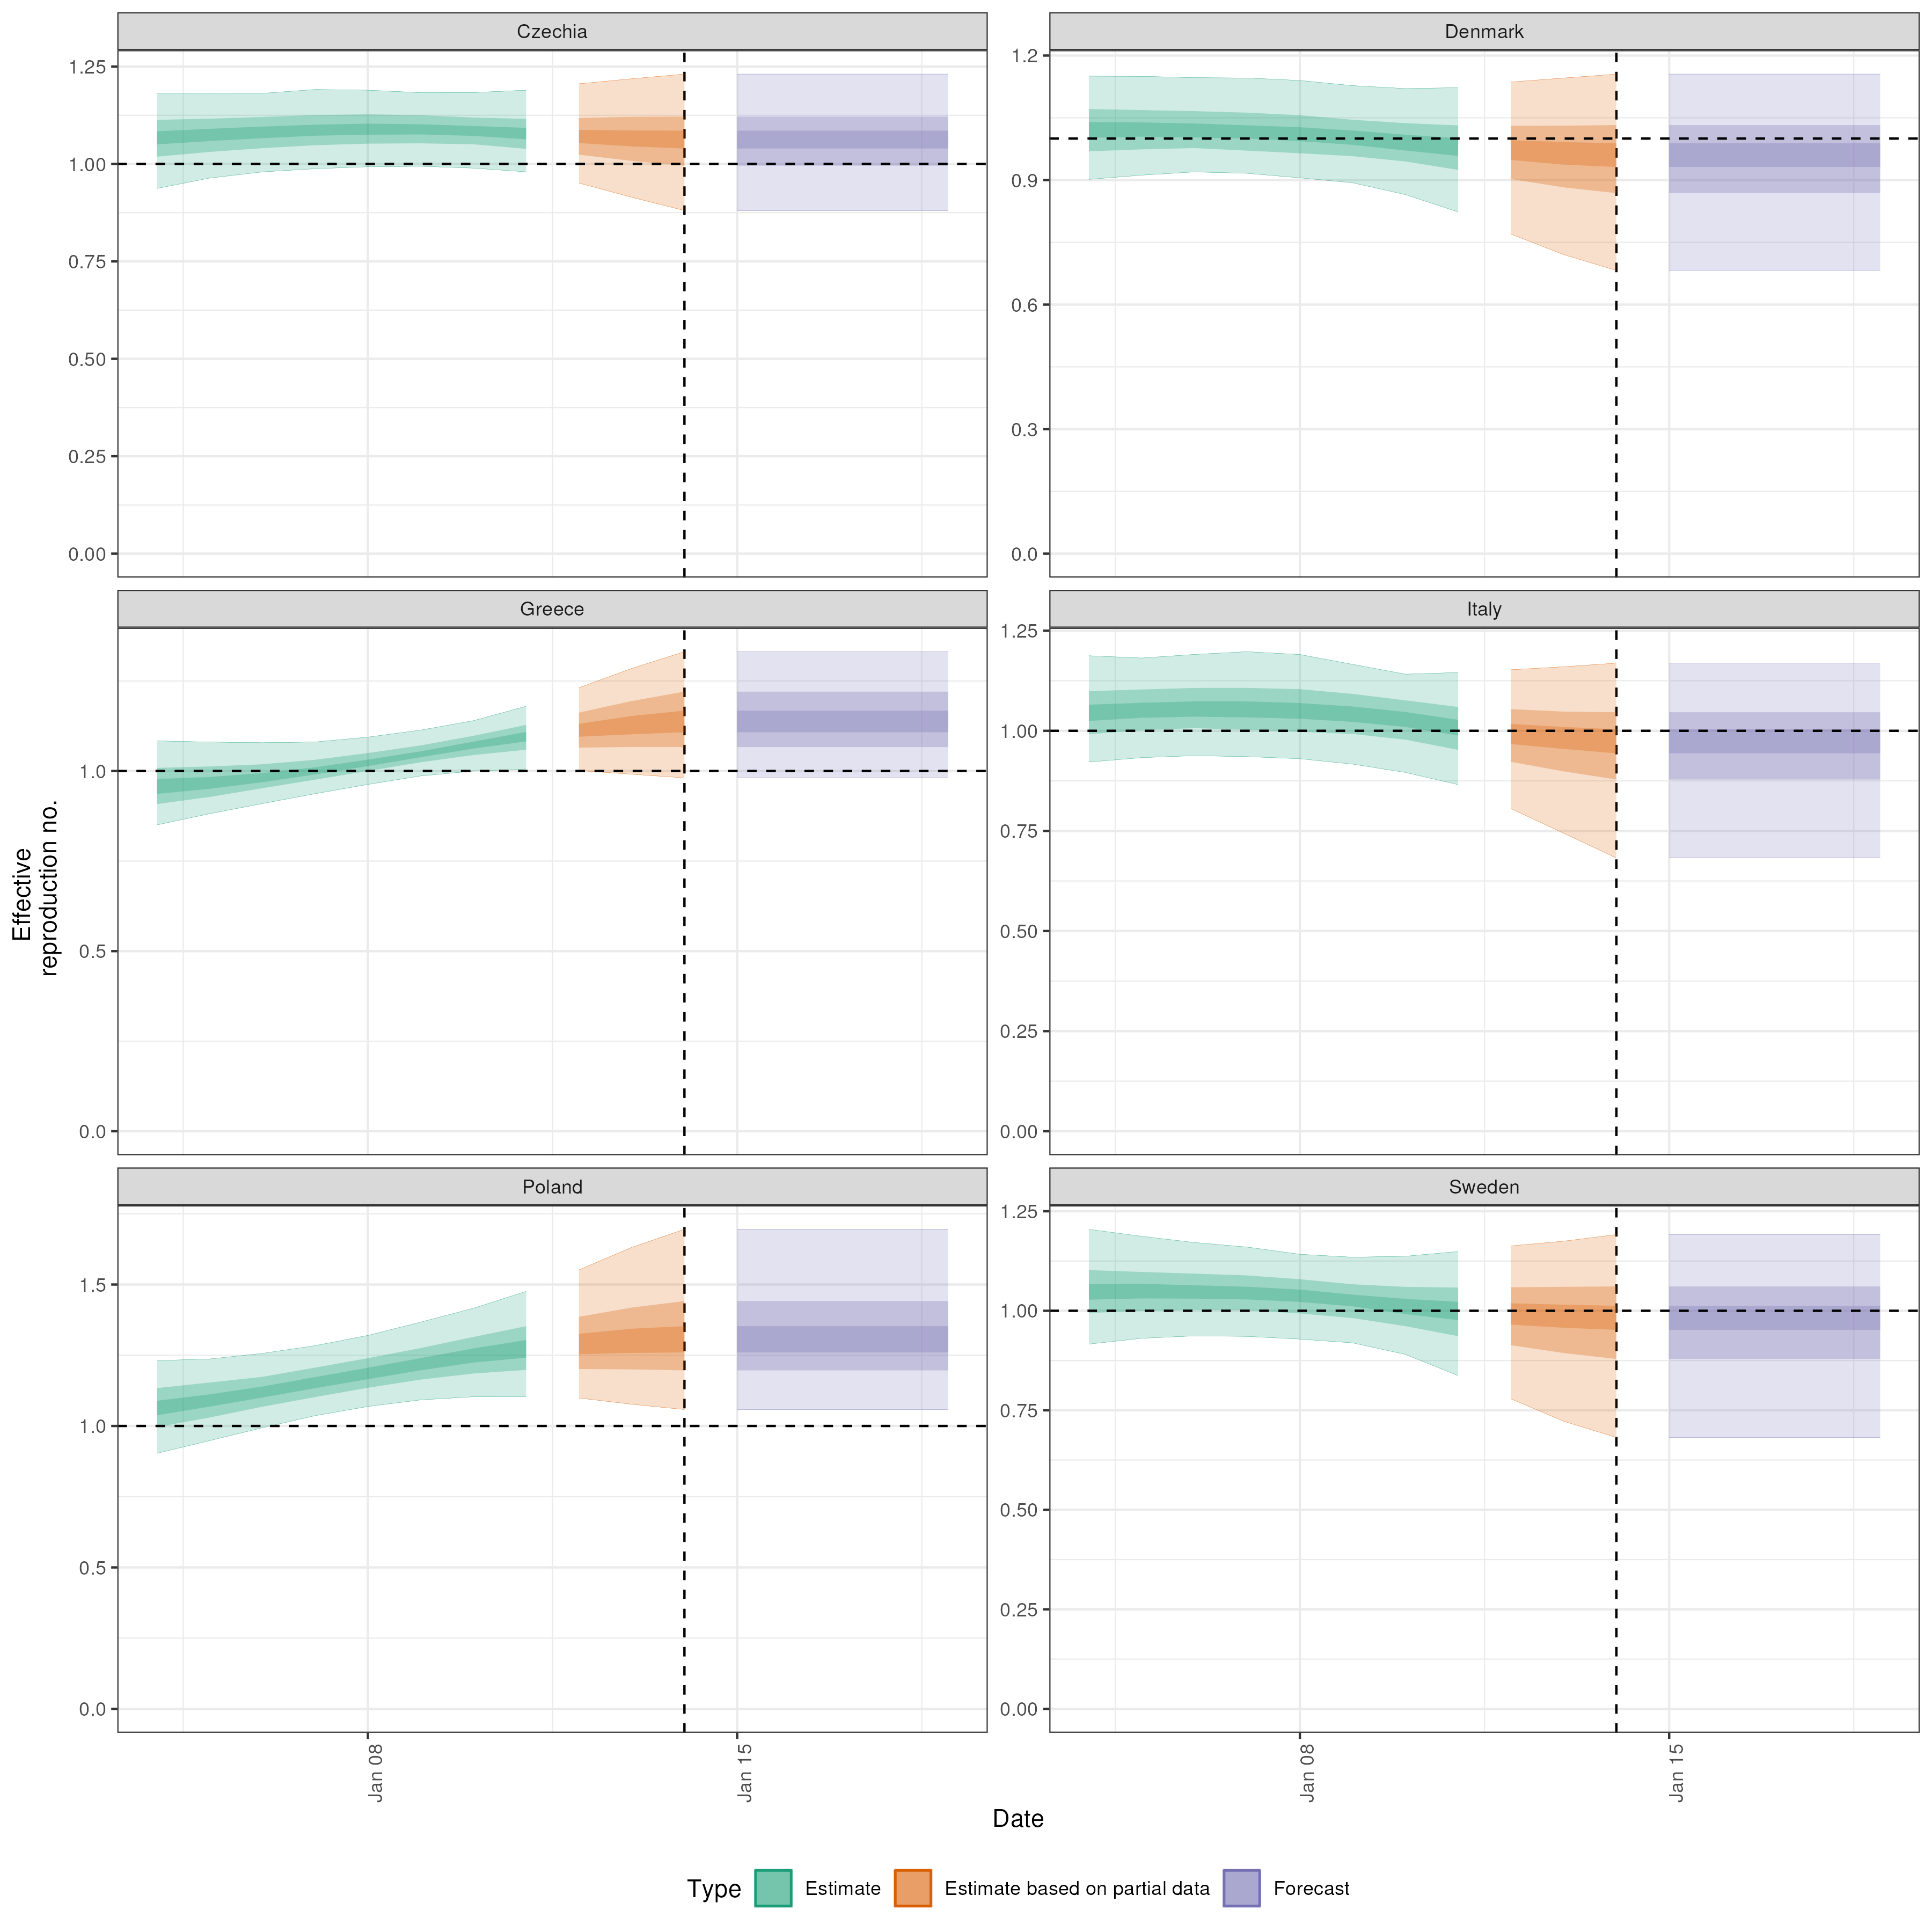 Czechia
Denmark
1.25
1.00
0.75
0.50
0.25
0.00
1.2
0.9
0.6
0.3
0.0
Greece
Italy
1.0
0.5
0.0
1.25
1.00
0.75
0.50
0.25
0.00
Poland
Sweden
1.5
1.0
0.5
0.0
1.25
1.00
0.75
0.50
0.25
0.00
Effective
reproduction no.
Jan 08
Jan 15
Jan 08
Jan 15
Date
Type
Estimate
Estimate based on partial data
Forecast